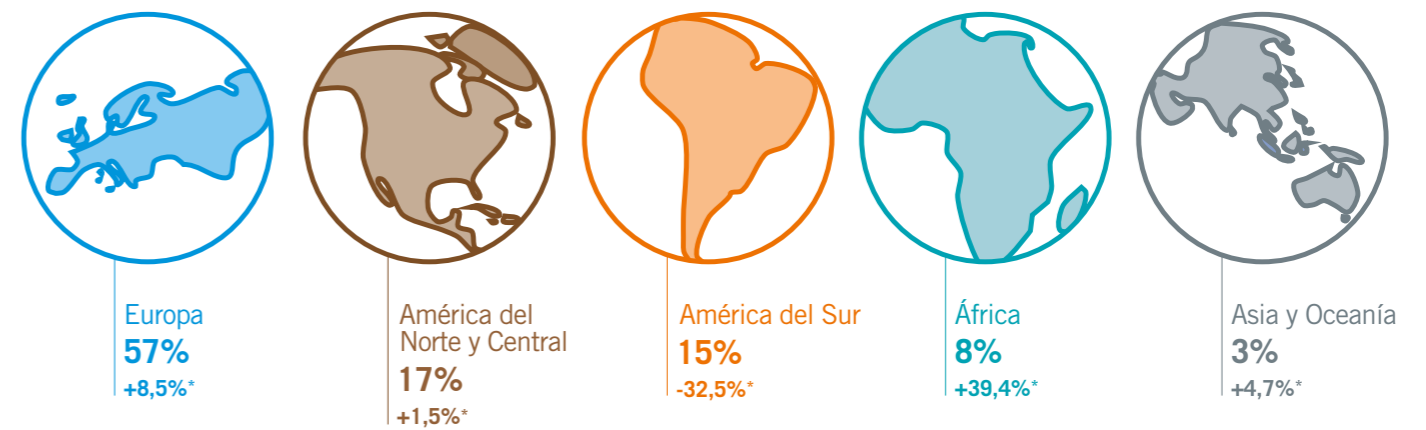 Europa
57%
+8,5%*
América del
Norte y Central
17%
+1,5%*
América del Sur
15%
-32,5%*
África
8%
+39,4%*
Asia y Oceanía
3%
+4,7%*